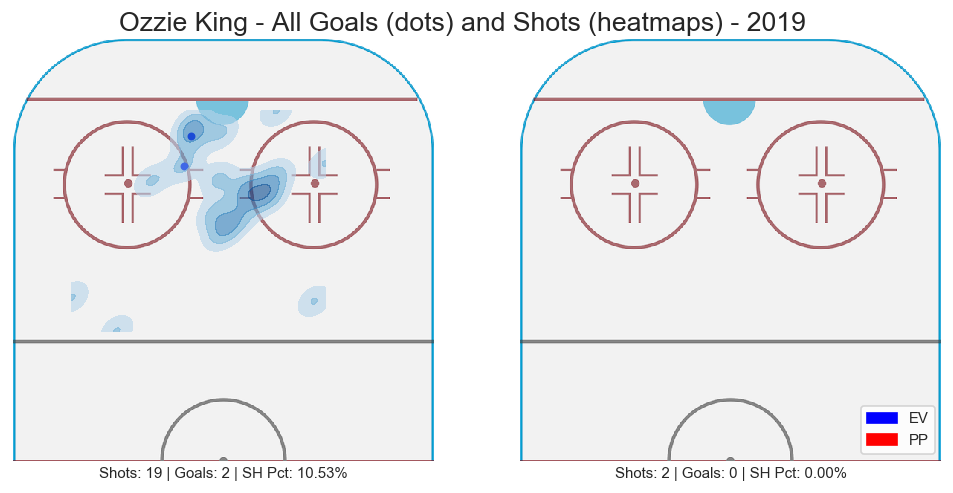 Ozzie King - All Goals (dots) and Shots (heatmaps) - 2019
EV
PP
Shots: 19 | Goals: 2 | SH Pct: 10.53%
Shots: 2 | Goals: 0 | SH Pct: 0.00%